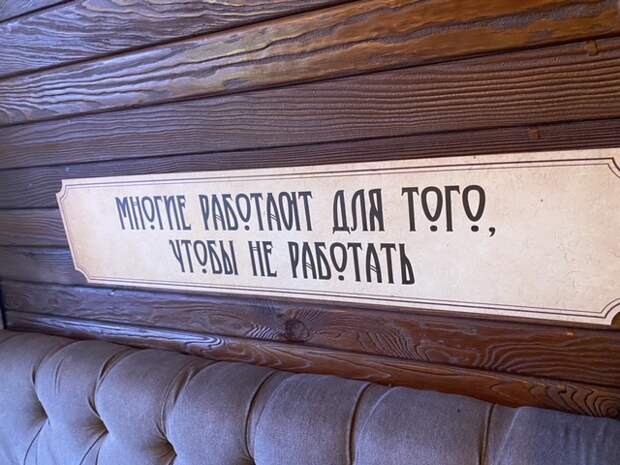 МНОГИЕ РАБОТАЮТ ДЛЯ ТОГО,
ЧТОБЫ НЕ РАБОТАТЬ